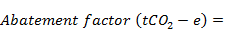 Abatement factor (tCO₂ − e) =